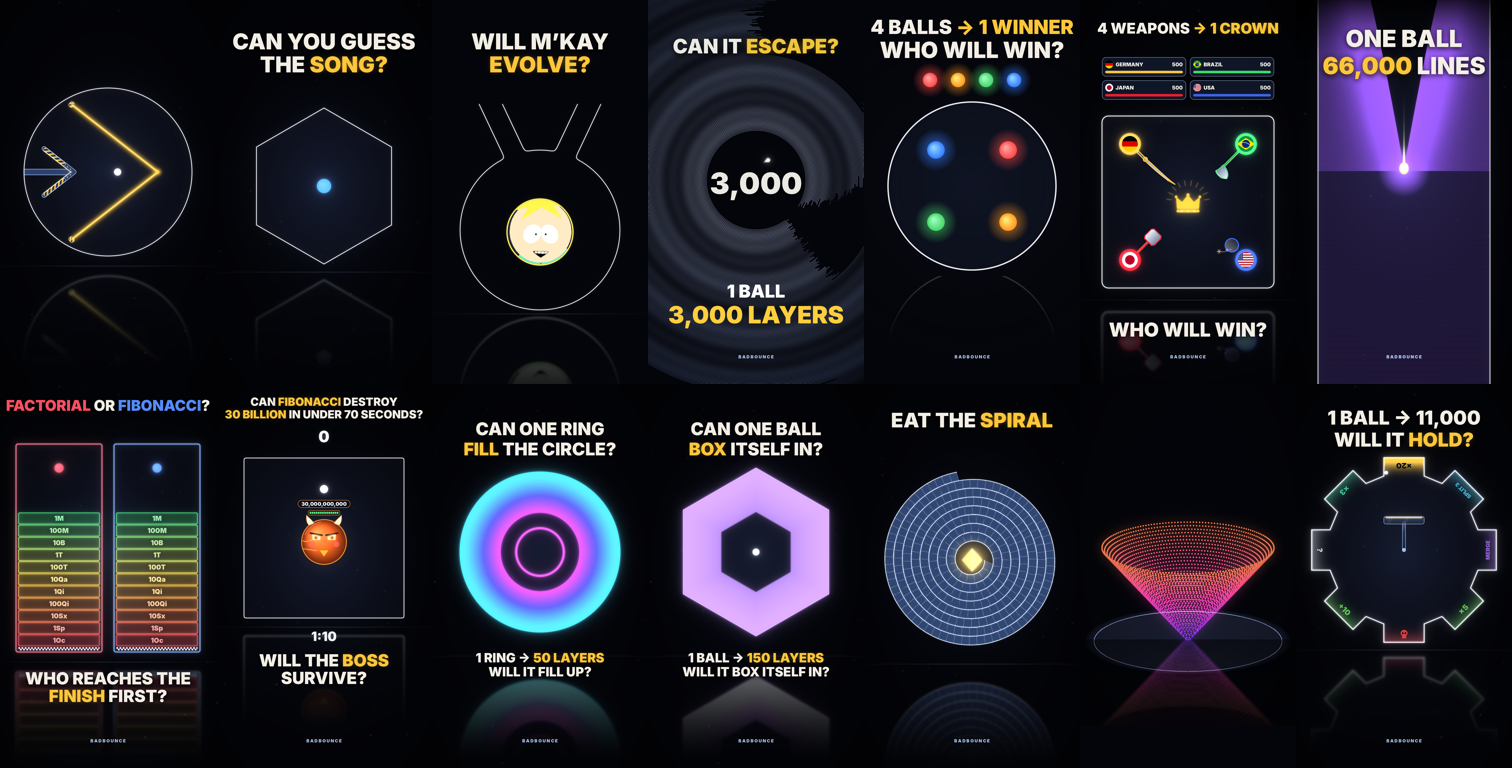 CAN YOU GUESS
THE SONG?
WILL M'KAY
EVOLVE?
CAN IT ESCAPE?
3,000
1 BALL
3,000 LAYERS
BADBOUNCE
4 BALLS → 1 WINNER
WHO WILL WIN?
BADBOUNCE
4 WEAPONS → 1 CROWN
GERMANY 500
BRAZIL 500
JAPAN 500
USA 500
WHO WILL WIN?
BADBOUNCE
ONE BALL
66,000 LINES
BADBOUNCE
FACTORIAL OR FIBONACCI?
1M 1M
100M 100M
10B 10B
1T 1T
100T 100T
10Qa 10Qa
1Qi 1Qi
100Qi 100Qi
10Sx 10Sx
1Sp 1Sp
1Oc 1Oc
WHO REACHES THE
FINISH FIRST?
BADBOUNCE
CAN FIBONACCI DESTROY
30 BILLION IN UNDER 70 SECONDS?
0
30,000,000,000
1:10
WILL THE BOSS
SURVIVE?
BADBOUNCE
CAN ONE RING
FILL THE CIRCLE?
1 RING → 50 LAYERS
WILL IT FILL UP?
BADBOUNCE
CAN ONE BALL
BOX ITSELF IN?
1 BALL → 150 LAYERS
WILL IT BOX ITSELF IN?
BADBOUNCE
EAT THE SPIRAL
BADBOUNCE
1 BALL → 11,000
WILL IT HOLD?
×20
×3
?
MERGE
+10
×5
BADBOUNCE